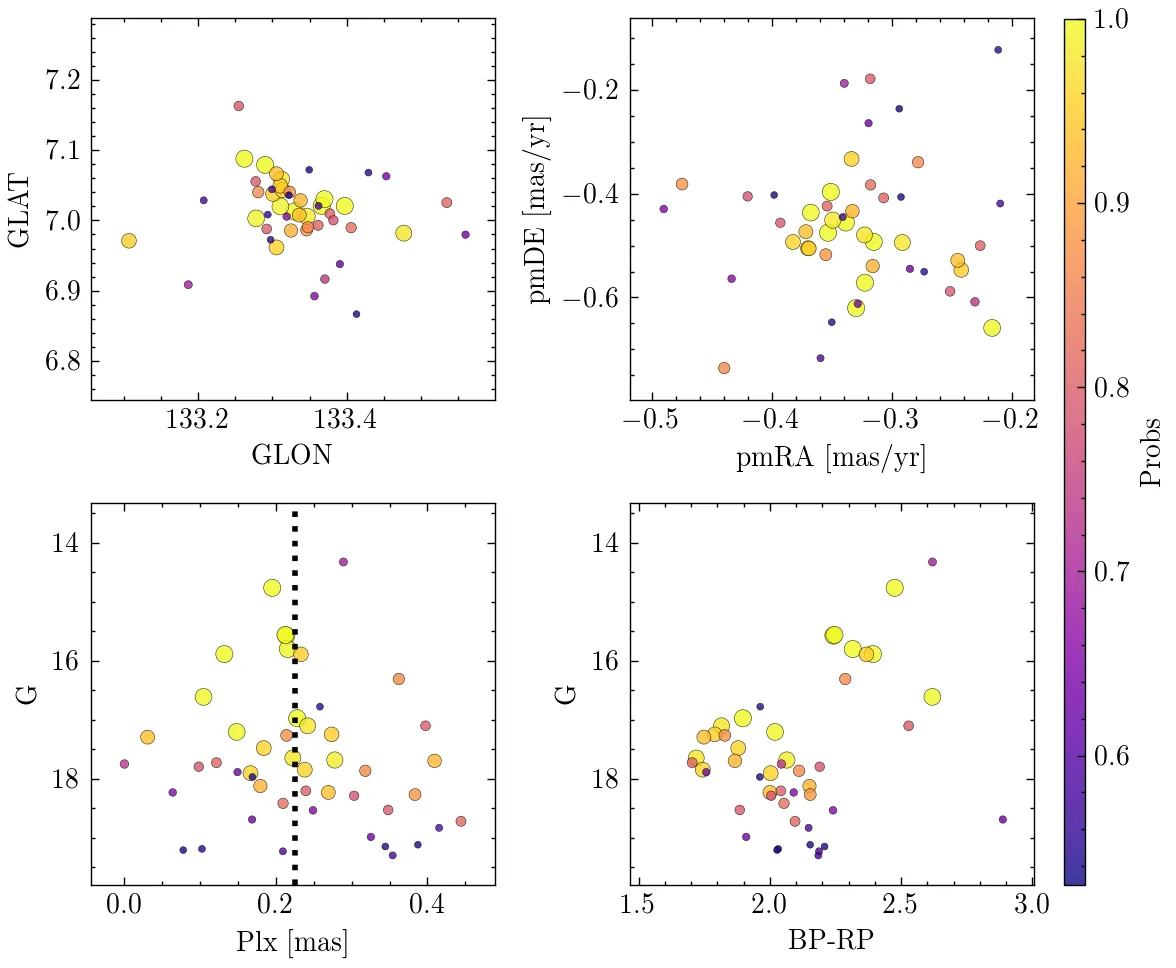 7.2
7.1
7.0
6.9
6.8
GLAT
133.2 133.4
GLON
−0.2
−0.4
−0.6
pmDE [mas/yr]
−0.5 −0.4 −0.3 −0.2
pmRA [mas/yr]
14
16
18
G
0.0 0.2 0.4
Plx [mas]
14
16
18
G
1.5 2.0 2.5 3.0
BP-RP
1.0
0.9
0.8
0.7
0.6
Probs